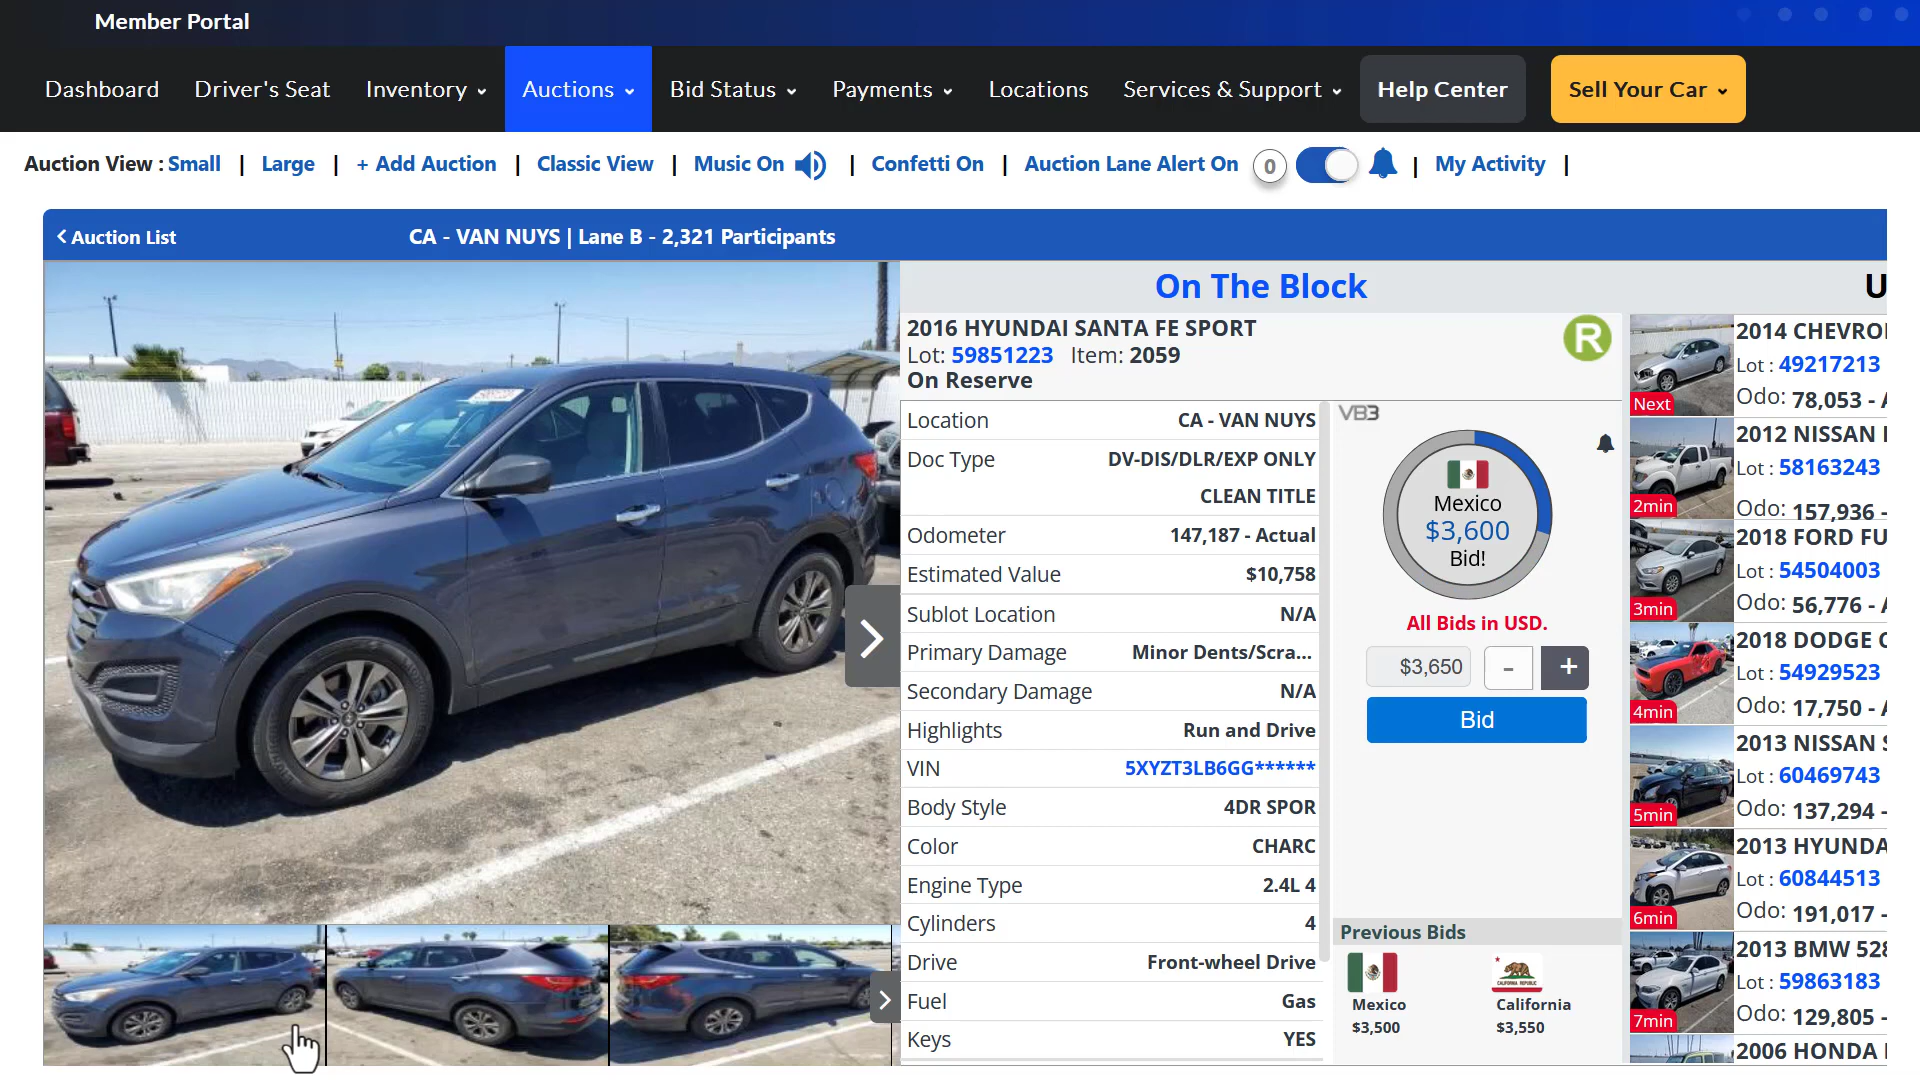 Member Portal
Dashboard
Driver's Seat
Inventory
Auctions
Bid Status
Payments
Locations
Services & Support
Help Center
Sell Your Car
Auction View : Small | Large | + Add Auction | Classic View | Music On | Confetti On | Auction Lane Alert On 0 | My Activity |
Auction List
CA - VAN NUYS | Lane B - 2,321 Participants
On The Block
2016 HYUNDAI SANTA FE SPORT
Lot: 59851223 Item: 2059
On Reserve
R
Location CA - VAN NUYS
Doc Type DV-DIS/DLR/EXP ONLY
CLEAN TITLE
Odometer 147,187 - Actual
Estimated Value $10,758
Sublot Location N/A
Primary Damage Minor Dents/Scra...
Secondary Damage N/A
Highlights Run and Drive
VIN 5XYZT3LB6GG******
Body Style 4DR SPOR
Color CHARC
Engine Type 2.4L 4
Cylinders 4
Drive Front-wheel Drive
Fuel Gas
Keys YES
VB3
Mexico
$3,600
Bid!
All Bids in USD.
$3,650 - +
Bid
Previous Bids
Mexico
$3,500
California
$3,550
U
2014 CHEVROL
Lot : 49217213
Odo: 78,053 - A
Next
2012 NISSAN
Lot : 58163243
Odo: 157,936 -
2min
2018 FORD FU
Lot : 54504003
Odo: 56,776 - A
3min
2018 DODGE C
Lot : 54929523
Odo: 17,750 - A
4min
2013 NISSAN S
Lot : 60469743
Odo: 137,294 -
5min
2013 HYUNDA
Lot : 60844513
Odo: 191,017 -
6min
2013 BMW 528
Lot : 59863183
Odo: 129,805 -
7min
2006 HONDA